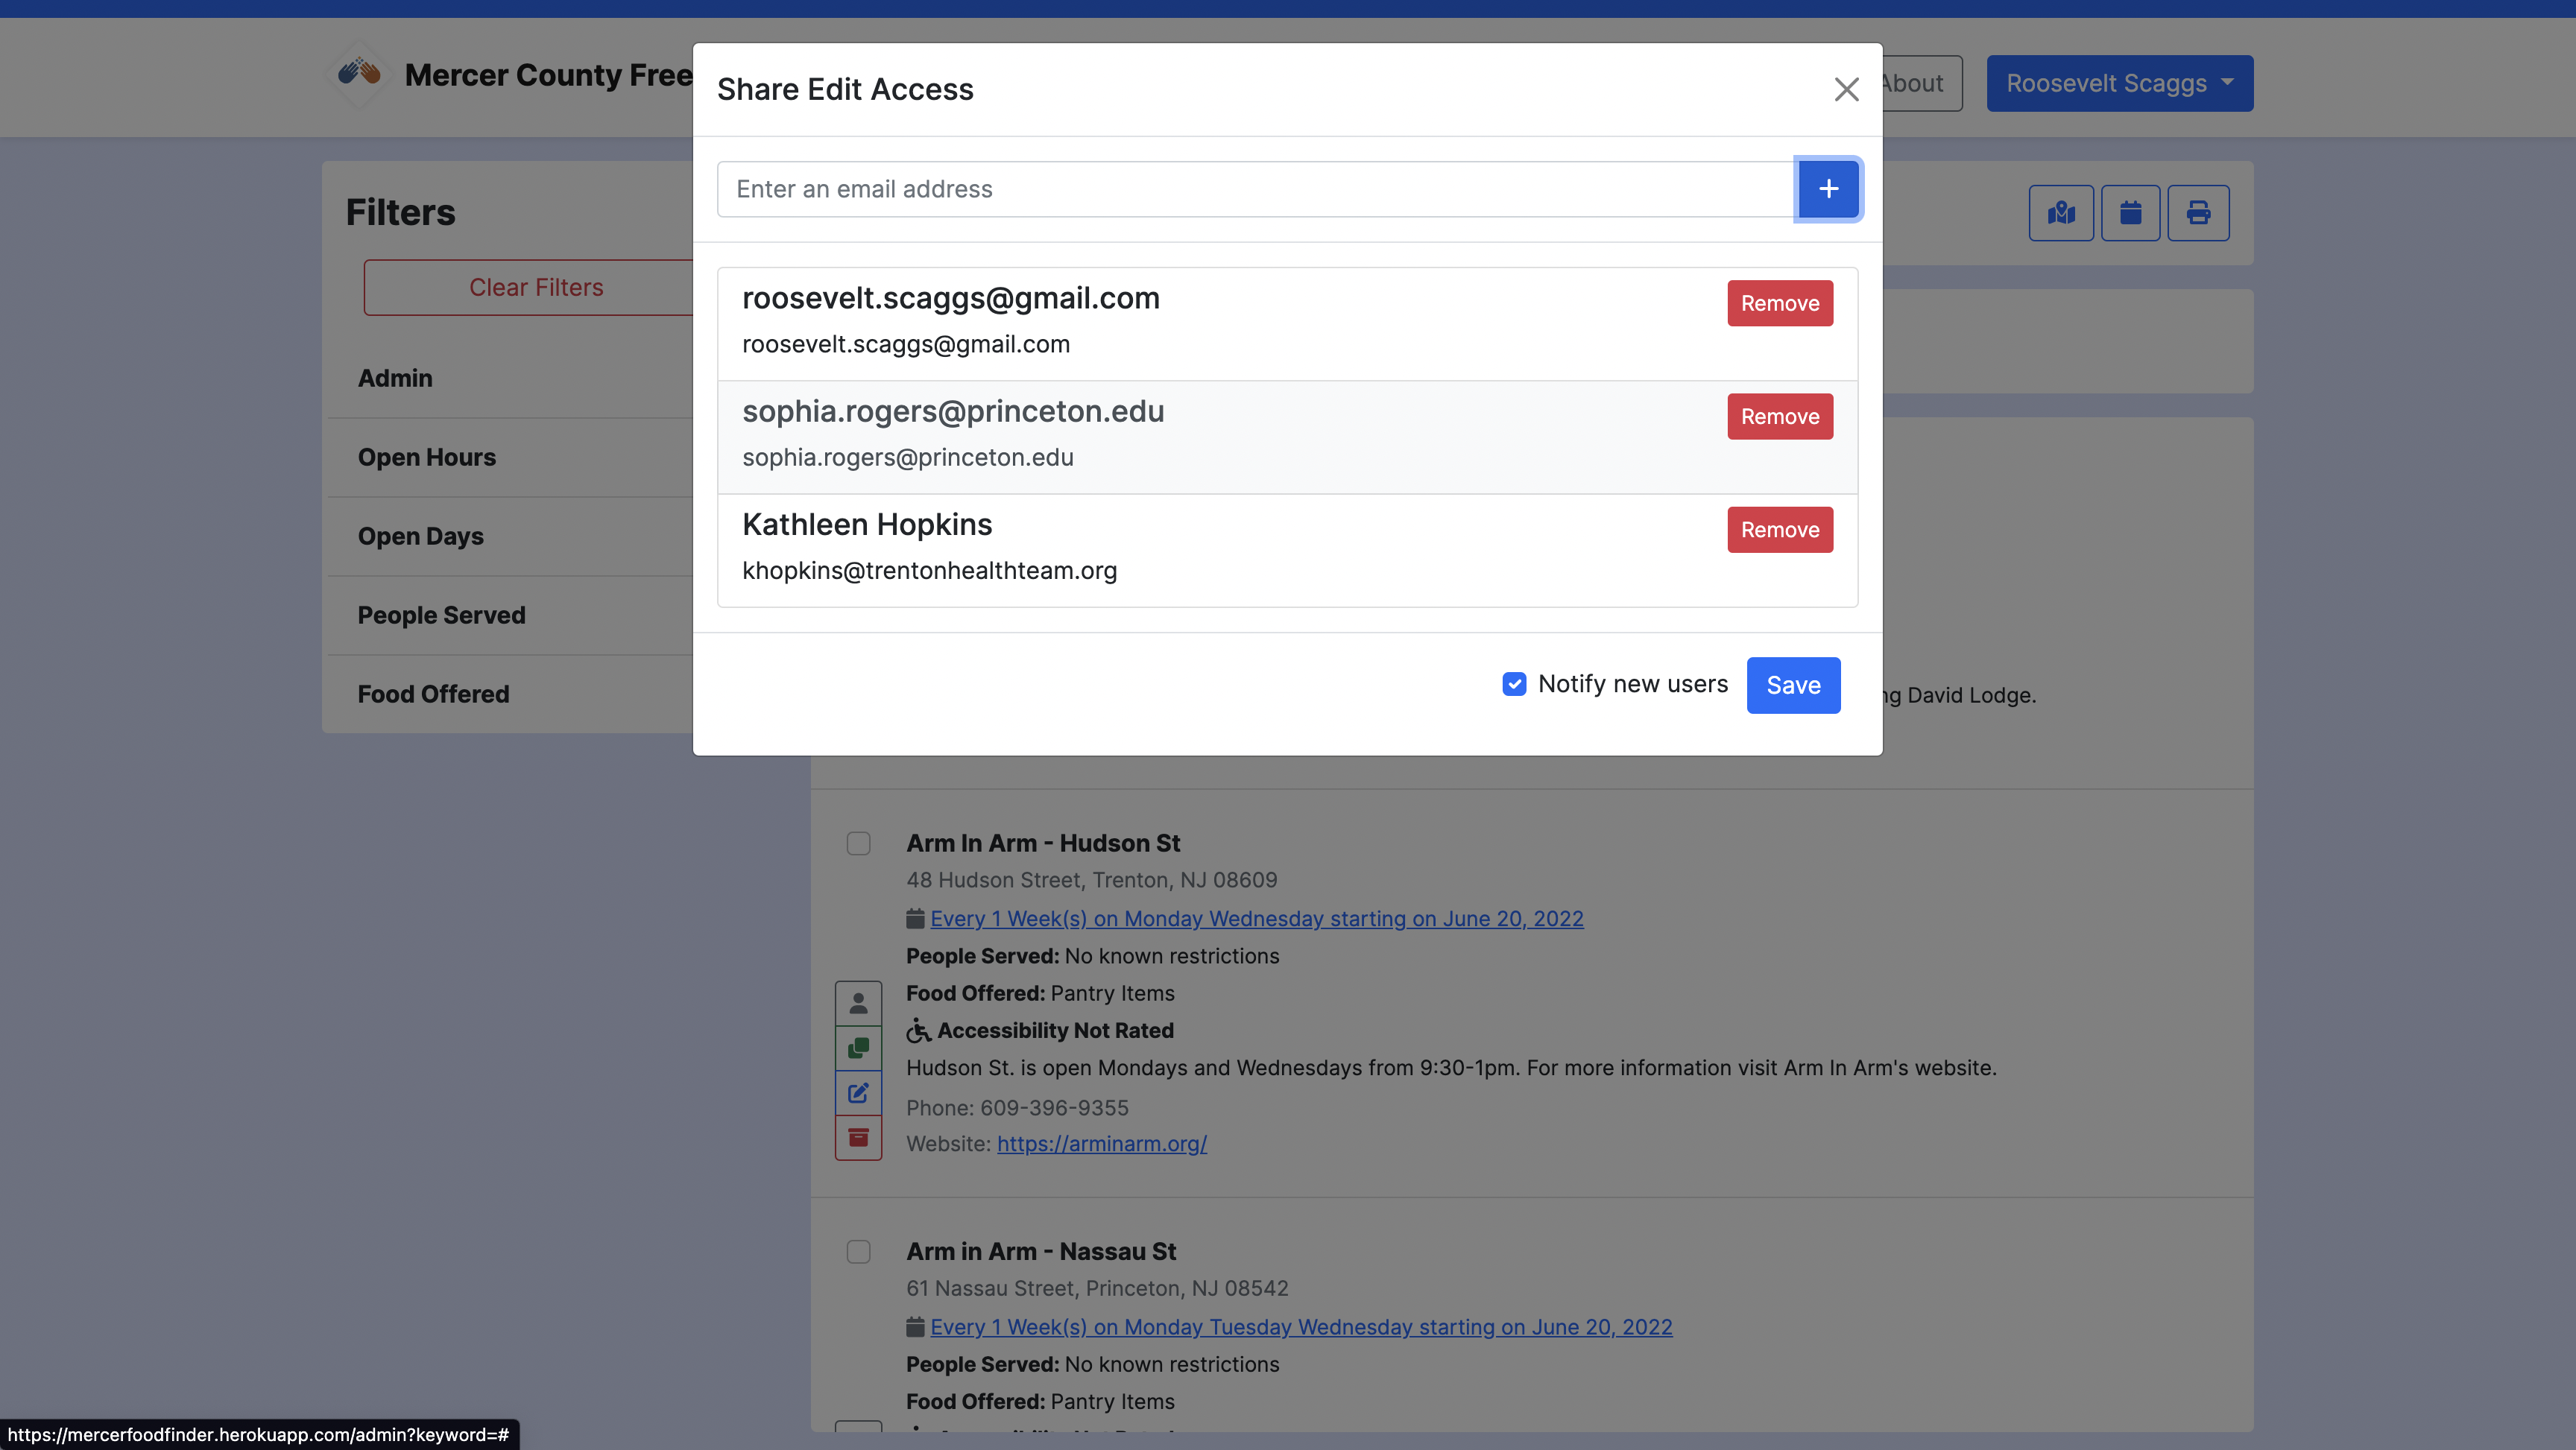 Mercer County Free
About
Roosevelt Scaggs
Share Edit Access
Enter an email address
Filters
Clear Filters
Admin
Open Hours
Open Days
People Served
Food Offered
roosevelt.scaggs@gmail.com
Remove
roosevelt.scaggs@gmail.com
sophia.rogers@princeton.edu
Remove
sophia.rogers@princeton.edu
Kathleen Hopkins
Remove
khopkins@trentonhealthteam.org
Notify new users
Save
David Lodge.
Arm In Arm - Hudson St
48 Hudson Street, Trenton, NJ 08609
Every 1 Week(s) on Monday Wednesday starting on June 20, 2022
People Served: No known restrictions
Food Offered: Pantry Items
Accessibility Not Rated
Hudson St. is open Mondays and Wednesdays from 9:30-1pm. For more information visit Arm In Arm's website.
Phone: 609-396-9355
Website: https://arminarm.org/
Arm in Arm - Nassau St
61 Nassau Street, Princeton, NJ 08542
Every 1 Week(s) on Monday Tuesday Wednesday starting on June 20, 2022
People Served: No known restrictions
Food Offered: Pantry Items
https://mercerfoodfinder.herokuapp.com/admin?keyword=#